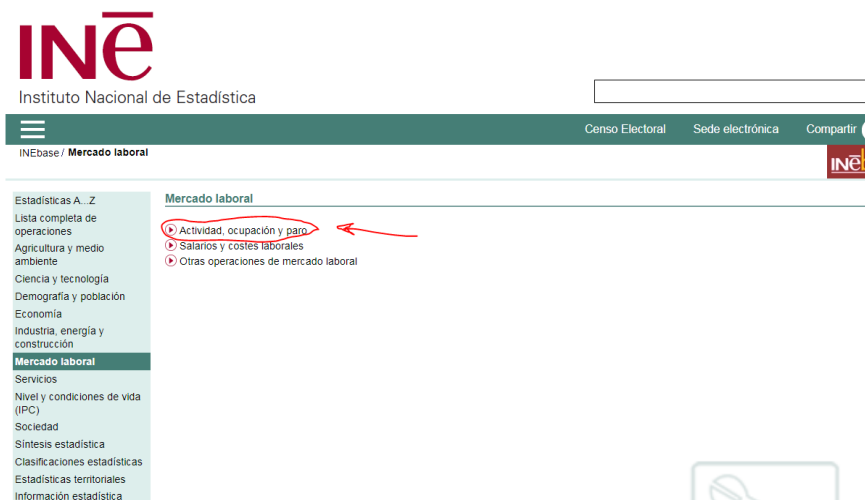 INe
Instituto Nacional de Estadística
Censo Electoral Sede electrónica Compartir
INEbase / Mercado laboral
INe
Estadísticas A...Z
Lista completa de
operaciones
Agricultura y medio
ambiente
Ciencia y tecnología
Demografía y población
Economía
Industria, energía y
construcción
Mercado laboral
Servicios
Nivel y condiciones de vida
(IPC)
Sociedad
Síntesis estadística
Clasificaciones estadísticas
Estadísticas territoriales
Información estadística
Mercado laboral
Actividad, ocupación y paro
Salarios y costes laborales
Otras operaciones de mercado laboral